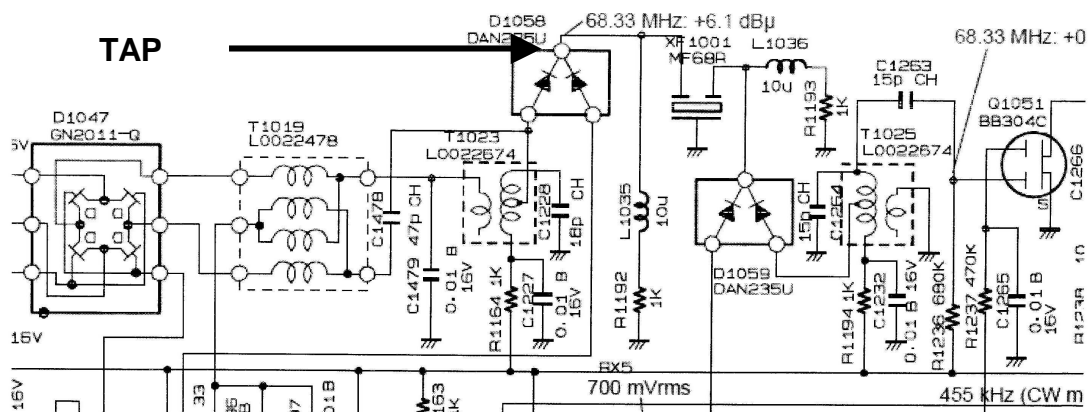 D1058
DAN235U
68.33 MHz: +6.1 dBµ
TAP
XF1001
MF68R
L1036
10u
R1193
1K
68.33 MHz: +0
C1263
15p CH
Q1051
BB304C
D1047
GN2011-Q
T1019
L0022478
T1023
L0022674
T1025
L0022674
C1266
S
C1478
47p CH
C1479
0.01 B
16V
C1228
18p CH
L1035
10u
15p CH
C1264
R1164 1K
C1227
0.01 B
16V
R1192
1K
D1059
DAN235U
R1194 1K
C1232
0.01 B 16V
R1236 680K
R1237 470K
C1265
0.01 B
16V
16V
16V
RX5
700 mVrms
455 kHz (CW m